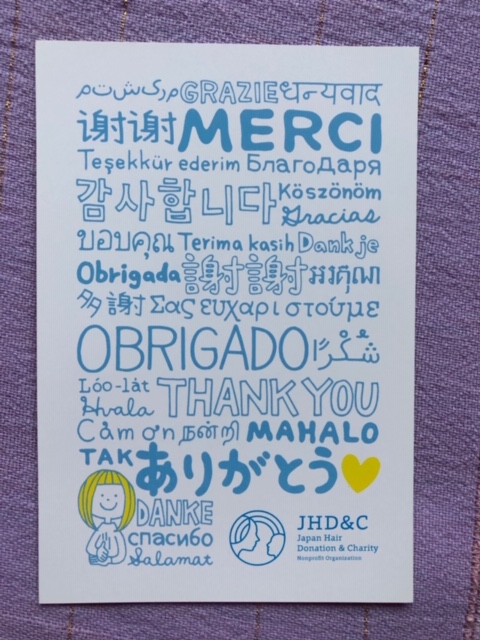 متشکرم GRAZIE धन्यवाद
谢谢 MERCI
Teşekkür ederim Благодаря
감사합니다 Köszönöm
Gracias
ขอบคุณ Terima kasih Dank je
Obrigada 謝謝 អរគុណ
多謝 Σας ευχαριστούμε
OBRIGADO شُكْرًا
Lóo-la̍t THANK YOU
Hvala
Cảm ơn நன்றி MAHALO
TAK ありがとう
DANKE
спасибо
Salamat
JHD&C
Japan Hair
Donation & Charity
Nonprofit Organization